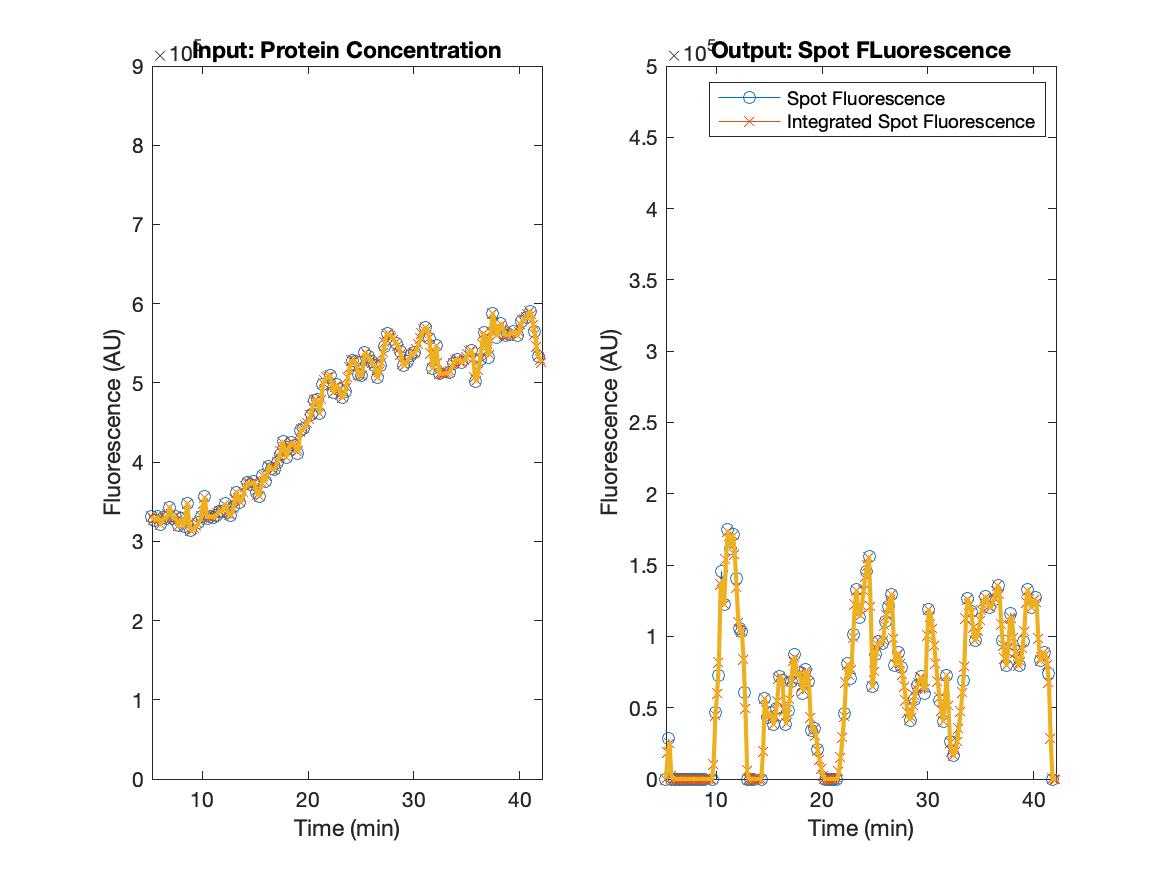 ×10^5
Input: Protein Concentration
9
8
7
6
5
4
3
2
1
0
Fluorescence (AU)
10 20 30 40
Time (min)
×10^5
Output: Spot FLuorescence
Spot Fluorescence
Integrated Spot Fluorescence
5
4.5
4
3.5
3
2.5
2
1.5
1
0.5
0
Fluorescence (AU)
10 20 30 40
Time (min)